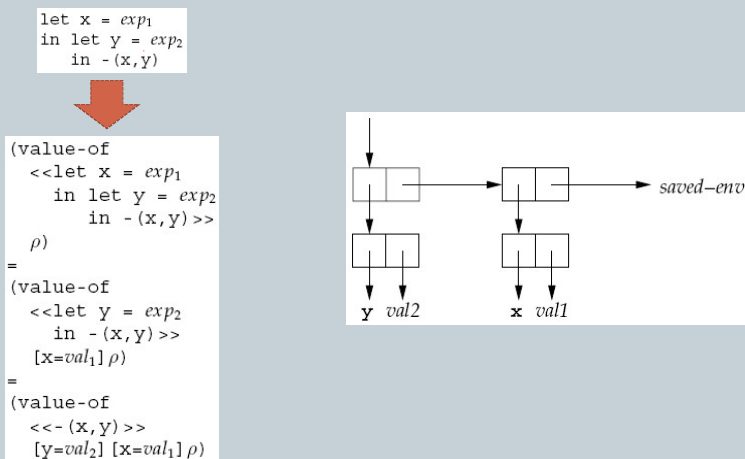 let x = exp₁
in let y = exp₂
in -(x,y)
(value-of
<<let x = exp₁
in let y = exp₂
in -(x,y)>>
ρ)
=
(value-of
<<let y = exp₂
in -(x,y)>>
[x=val₁]ρ)
=
(value-of
<<-(x,y)>>
[y=val₂][x=val₁]ρ)
saved–env
y val2 x val1